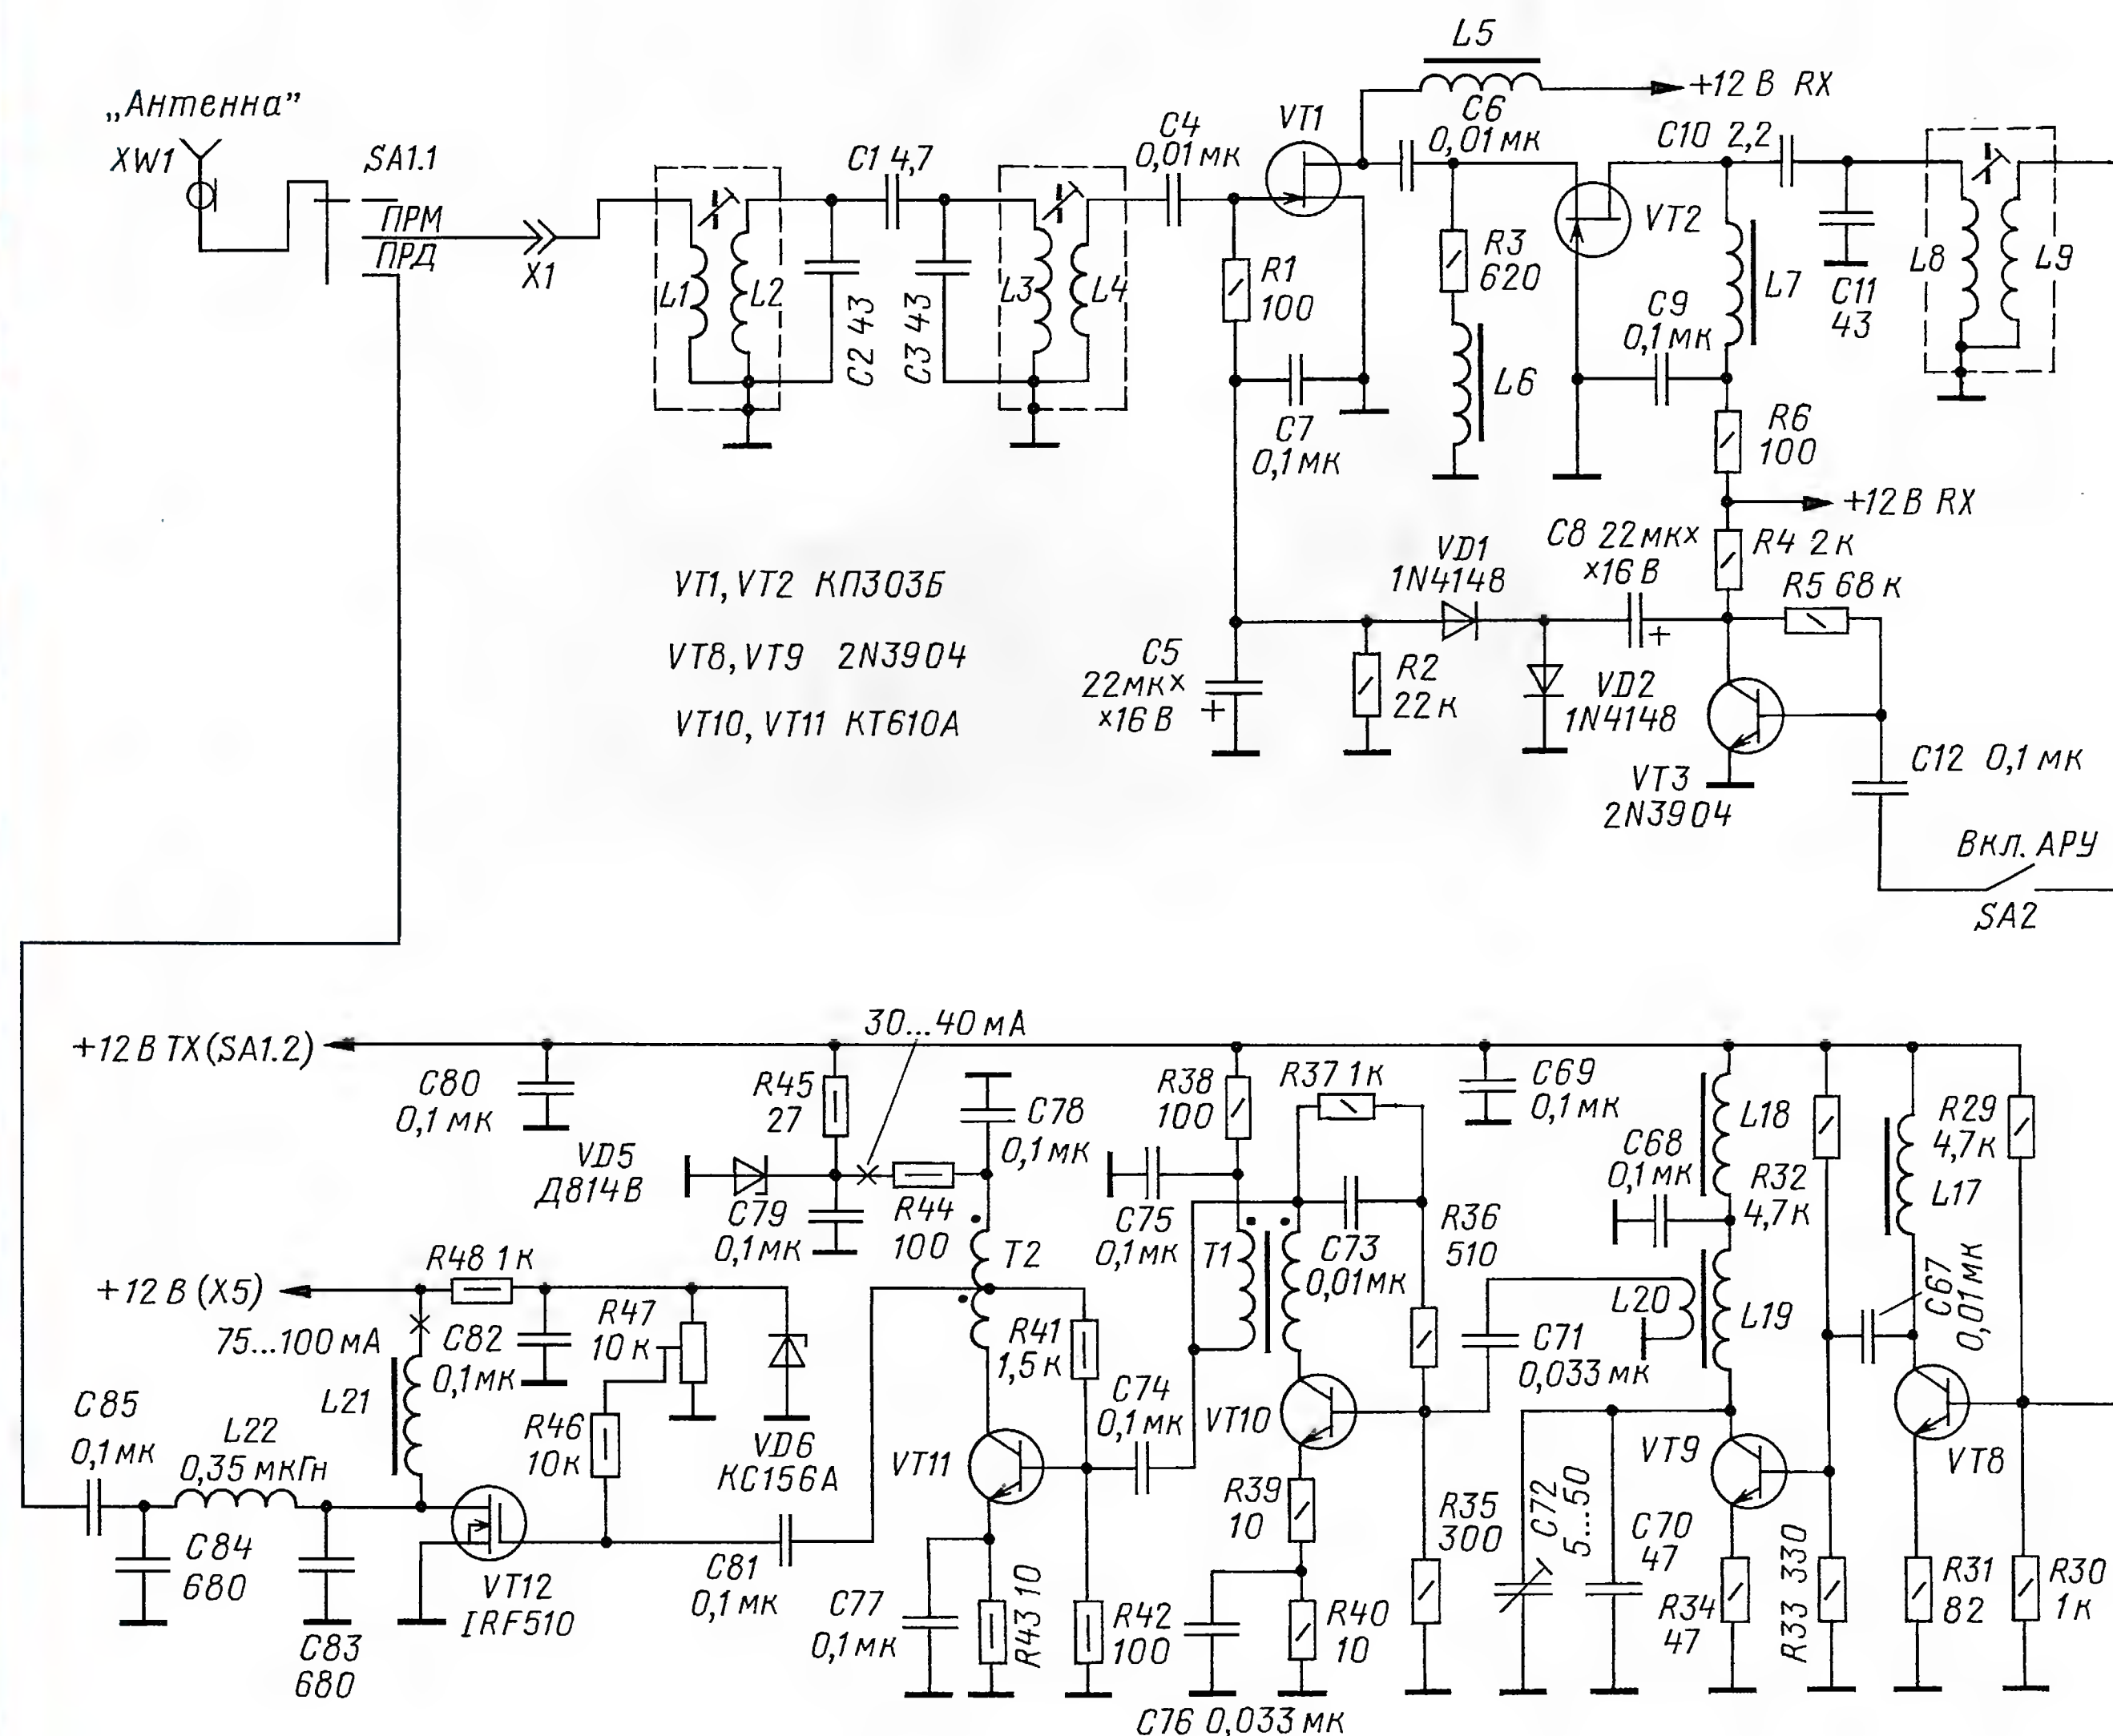 „Антенна”
XW1
SA1.1
ПРМ
ПРД
X1
L1
L2
C2 43
C1 4,7
C3 43
L3
L4
C4
0,01 мк
VT1
L5
+12 В RX
C6
0,01 мк
R1
100
C7
0,1 мк
R3
620
L6
VT2
C10 2,2
L7
C9
0,1 мк
C11
43
L8
L9
R6
100
+12 В RX
VT1, VT2 КП303Б
VT8, VT9 2N3904
VT10, VT11 КТ610А
C5
22 мк ×
×16 В
+
R2
22 к
VD1
1N4148
VD2
1N4148
C8 22 мк×
×16 В
+
R4 2 к
R5 68 к
VT3
2N3904
C12 0,1 мк
Вкл. АРУ
SA2
+12 В TX (SA1.2)
30...40 мА
C80
0,1 мк
R45
27
VD5
Д814В
C79
0,1 мк
R44
100
C78
0,1 мк
T2
R38
100
R37 1 к
C75
0,1 мк
T1
C73
0,01 мк
R36
510
C69
0,1 мк
C68
0,1 мк
L18
R32
4,7 к
L17
R29
4,7 к
L20
L19
C67
0,01 мк
C71
0,033 мк
+12 В (X5)
R48 1 к
75...100 мА
C82
0,1 мк
R47
10 к
R46
10 к
VD6
КС156А
L21
C85
0,1 мк
L22
0,35 мкГн
C84
680
C83
680
VT12
IRF510
C81
0,1 мк
R41
1,5 к
C74
0,1 мк
VT11
VT10
C77
0,1 мк
R43 10
R42
100
R39
10
R40
10
C76 0,033 мк
R35
300
C72
5...50
C70
47
VT9
R34
47
R33 330
VT8
R31
82
R30
1 к